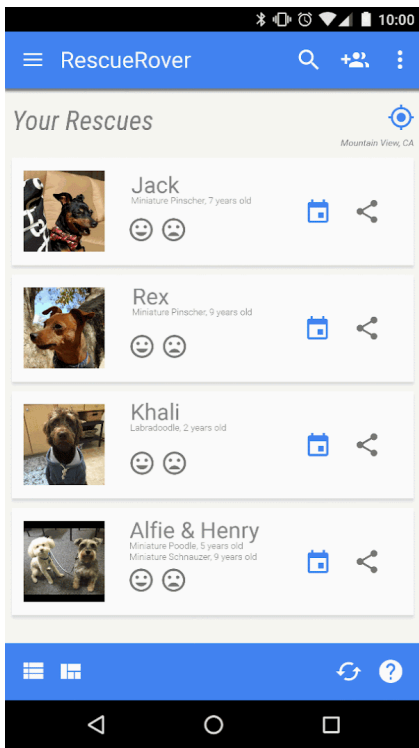 10:00
RescueRover
Your Rescues
Mountain View, CA
Jack
Miniature Pinscher, 7 years old
Rex
Miniature Pinscher, 9 years old
Khali
Labradoodle, 2 years old
Alfie & Henry
Miniature Poodle, 5 years old
Miniature Schnauzer, 9 years old